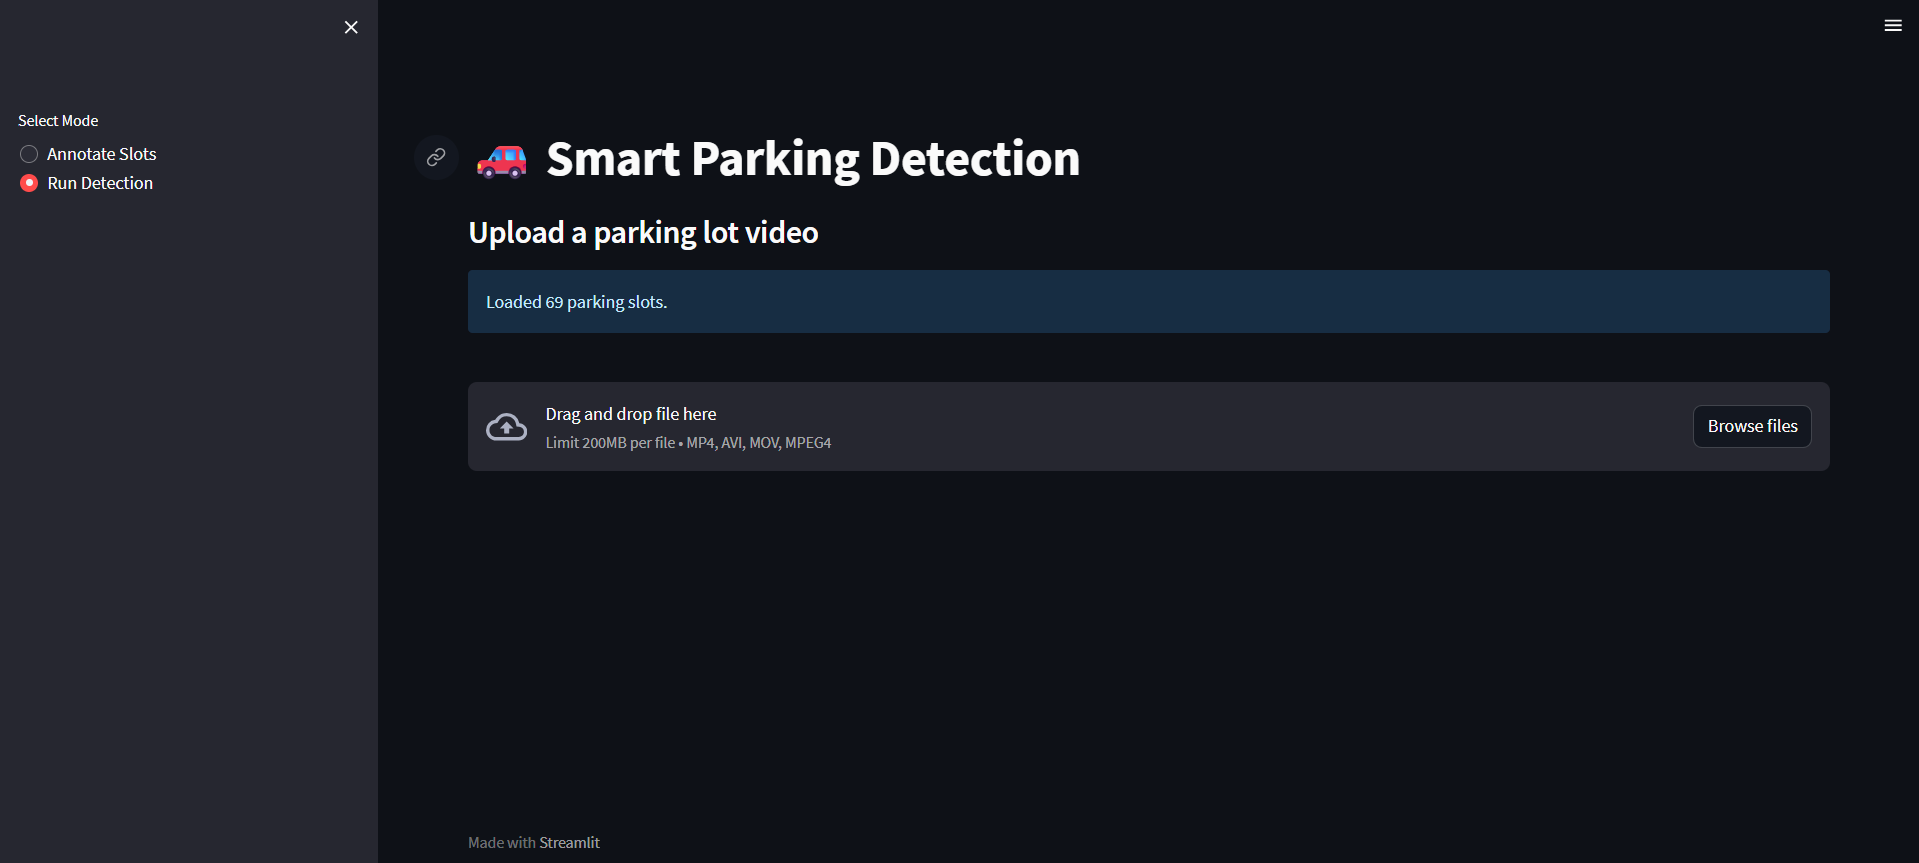 Select Mode
Annotate Slots
Run Detection
Smart Parking Detection
Upload a parking lot video
Loaded 69 parking slots.
Drag and drop file here
Limit 200MB per file • MP4, AVI, MOV, MPEG4
Browse files
Made with Streamlit